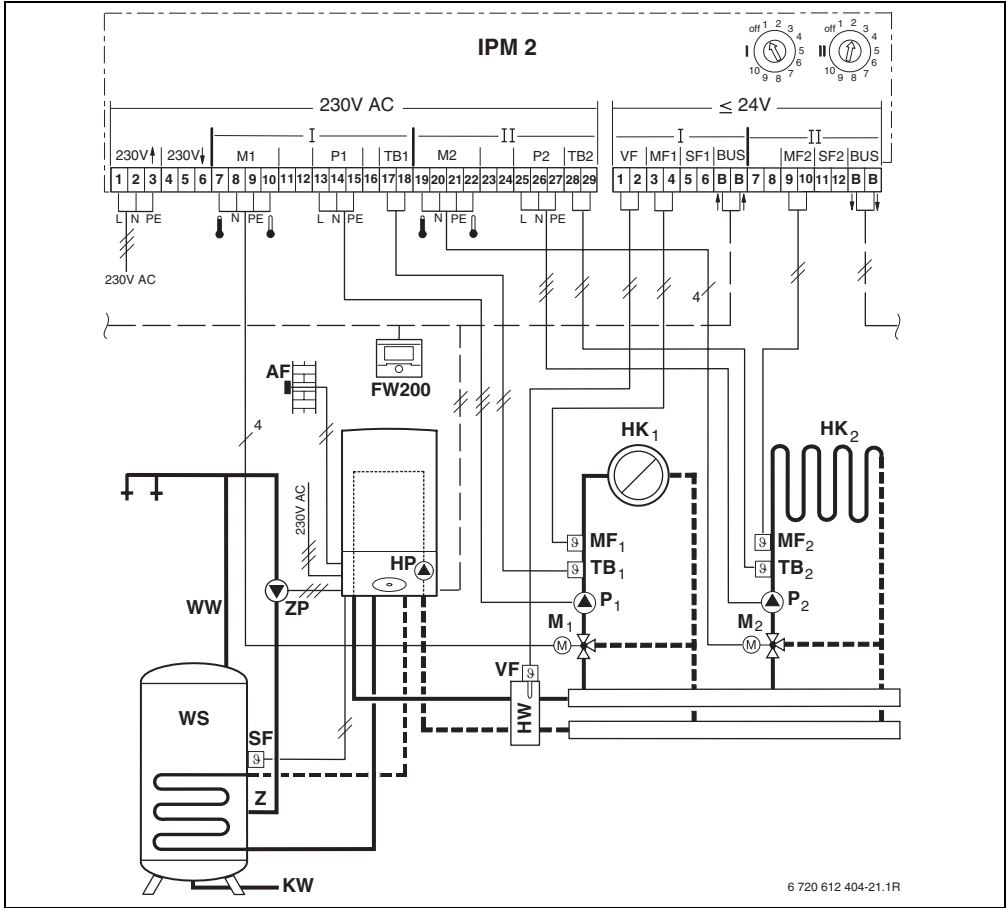 IPM 2
I off 1 2 3 4 5 6 7 8 9 10
II off 1 2 3 4 5 6 7 8 9 10
230V AC ≤ 24V
I II I II
230V 230V M1 P1 TB1 M2 P2 TB2 VF MF1 SF1 BUS MF2 SF2 BUS
1 2 3 4 5 6 7 8 9 10 11 12 13 14 15 16 17 18 19 20 21 22 23 24 25 26 27 28 29 1 2 3 4 5 6 B B 7 8 9 10 11 12 B B
L N PE N PE L N PE N PE L N PE
230V AC
4
FW200
AF
4
HK1
HK2
230V AC
MF1
MF2
HP
TB1
TB2
ZP
P1
P2
WW
M1
M
M2
M
VF
HW
WS
SF
Z
KW
6 720 612 404-21.1R